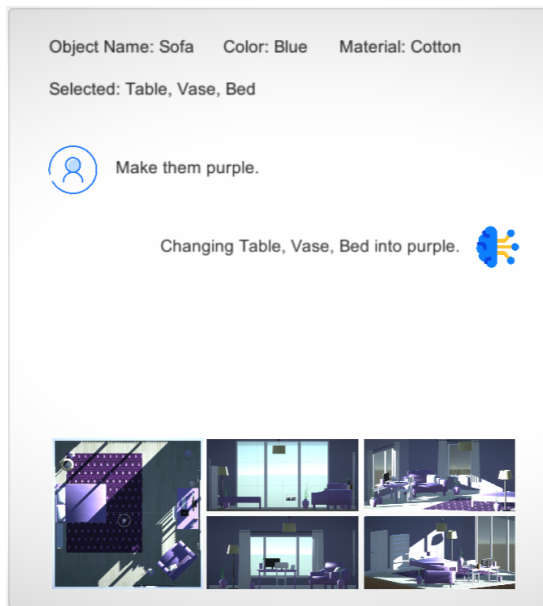 Object Name: Sofa Color: Blue Material: Cotton
Selected: Table, Vase, Bed
Make them purple.
Changing Table, Vase, Bed into purple.